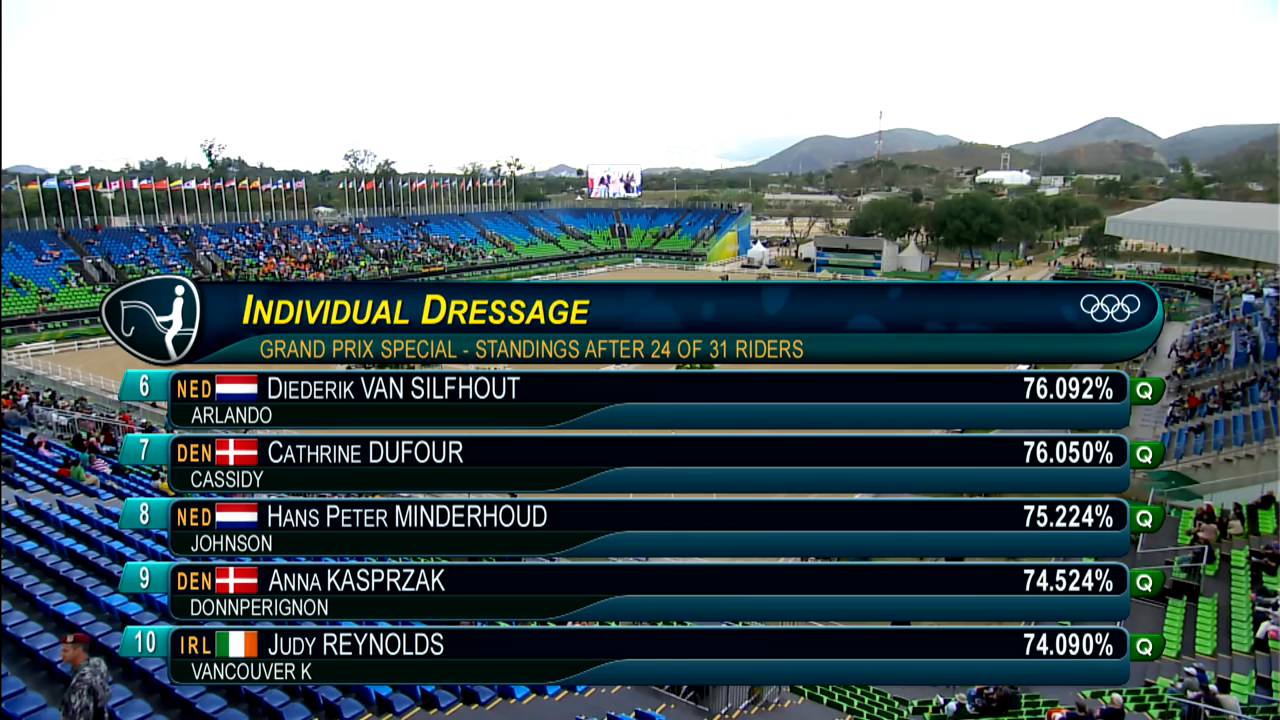 INDIVIDUAL DRESSAGE
GRAND PRIX SPECIAL - STANDINGS AFTER 24 OF 31 RIDERS
6 NED DIEDERIK VAN SILFHOUT 76.092% Q
ARLANDO
7 DEN CATHRINE DUFOUR 76.050% Q
CASSIDY
8 NED HANS PETER MINDERHOUD 75.224% Q
JOHNSON
9 DEN ANNA KASPRZAK 74.524% Q
DONNPERIGNON
10 IRL JUDY REYNOLDS 74.090% Q
VANCOUVER K